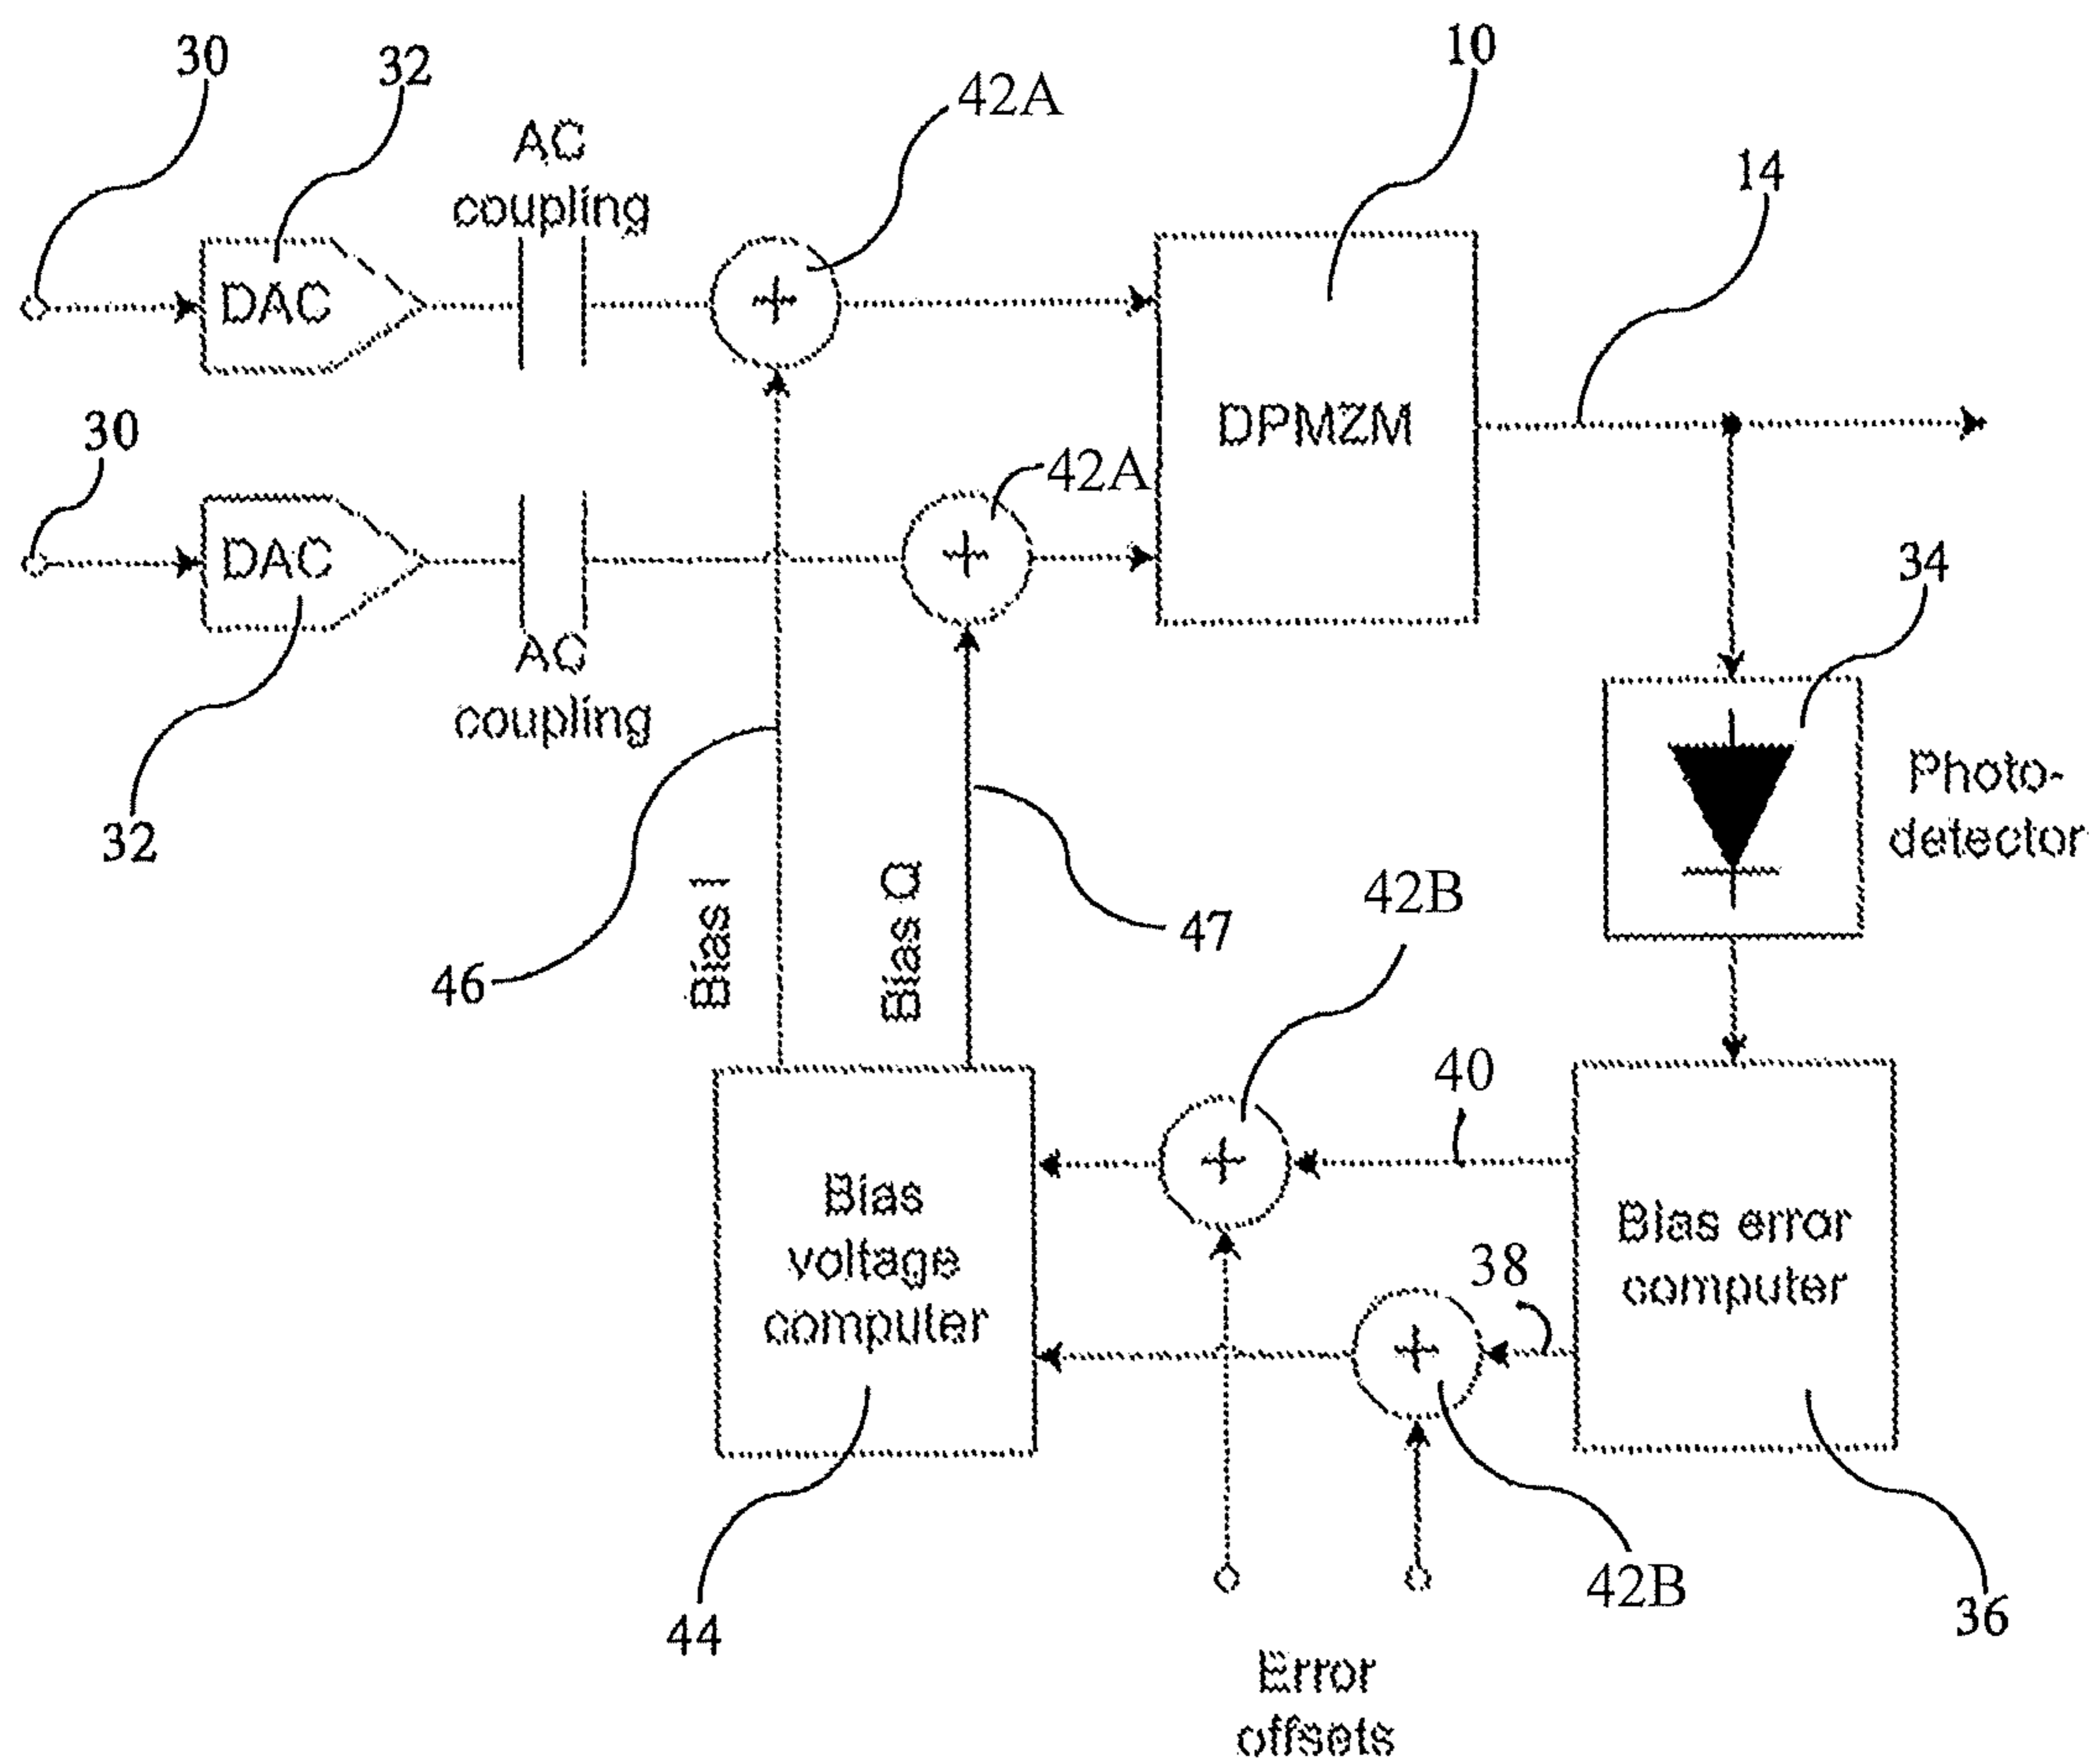 30
32
42A
10
AC
coupling
14
DAC
+
DPMZM
30
42A
DAC
+
34
AC
coupling
32
Photo-
detector
Bias I
Bias Q
42B
47
46
40
+
Bias
voltage
computer
Bias error
computer
38
+
44
42B
36
Error
offsets